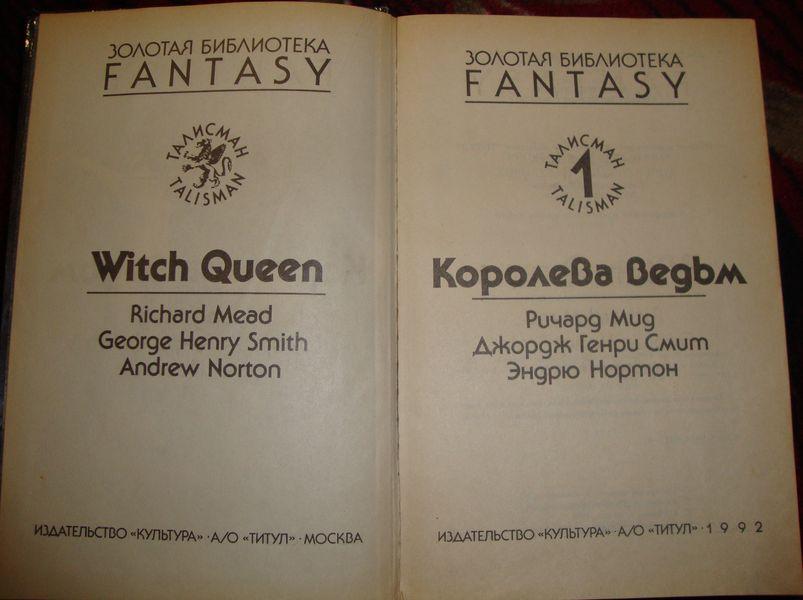 ЗОЛОТАЯ БИБЛИОТЕКА
FANTASY
ТАЛИСМАН
TALISMAN
Witch Queen
Richard Mead
George Henry Smith
Andrew Norton
ИЗДАТЕЛЬСТВО «КУЛЬТУРА» · А/О «ТИТУЛ» · МОСКВА
ЗОЛОТАЯ БИБЛИОТЕКА
FANTASY
ТАЛИСМАН
1
TALISMAN
Королева Ведьм
Ричард Мид
Джордж Генри Смит
Эндрю Нортон
ИЗДАТЕЛЬСТВО «КУЛЬТУРА» · А/О «ТИТУЛ» · 1992